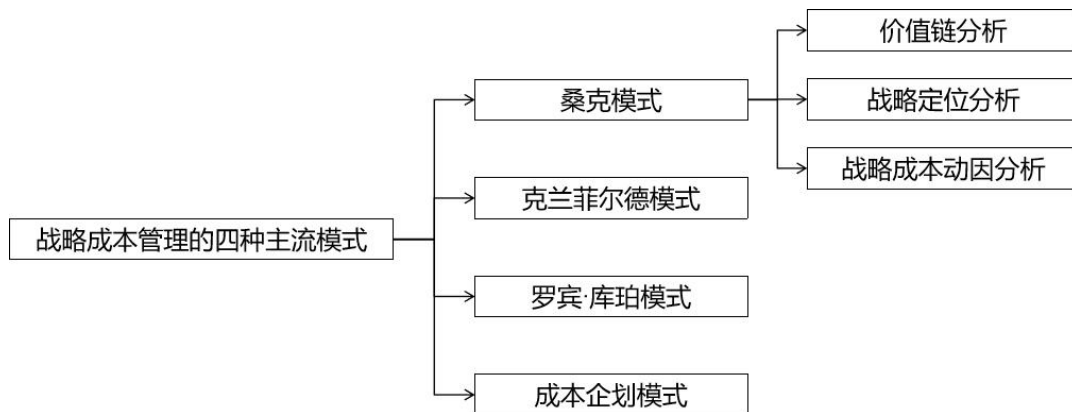 战略成本管理的四种主流模式
桑克模式
克兰菲尔德模式
罗宾·库珀模式
成本企划模式
价值链分析
战略定位分析
战略成本动因分析